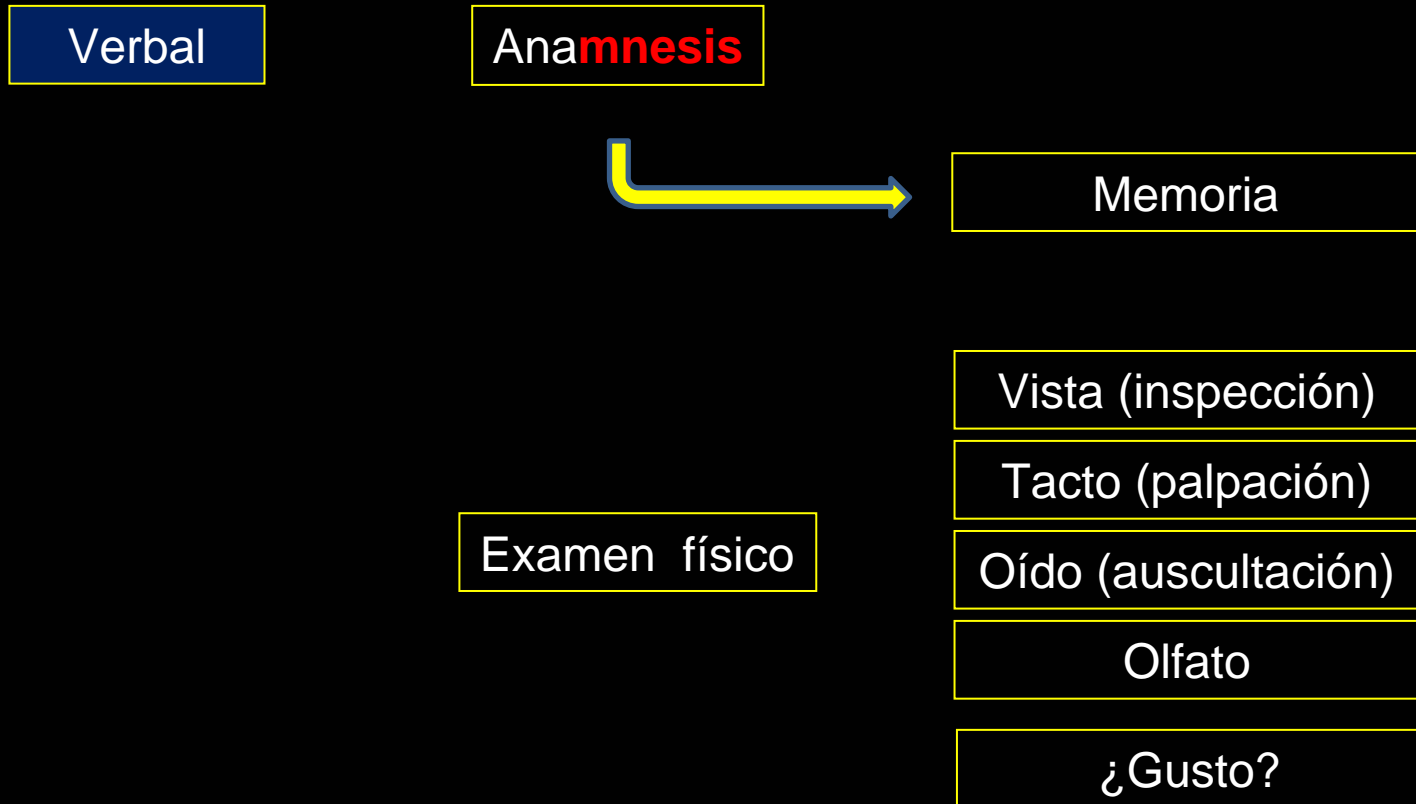 Verbal
Anamnesis
Memoria
Vista (inspección)
Tacto (palpación)
Examen físico
Oído (auscultación)
Olfato
¿Gusto?